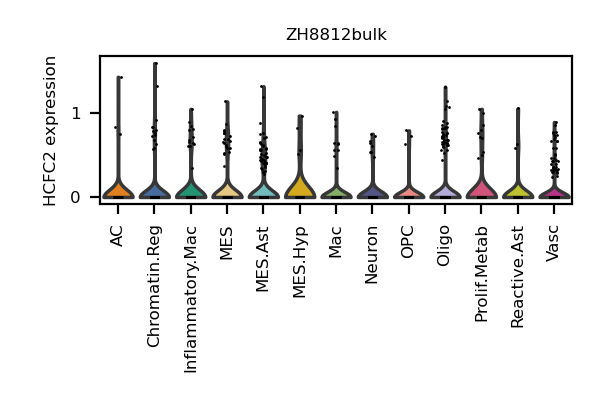 ZH8812bulk
HCFC2 expression
1
0
AC
Chromatin.Reg
Inflammatory.Mac
MES
MES.Ast
MES.Hyp
Mac
Neuron
OPC
Oligo
Prolif.Metab
Reactive.Ast
Vasc